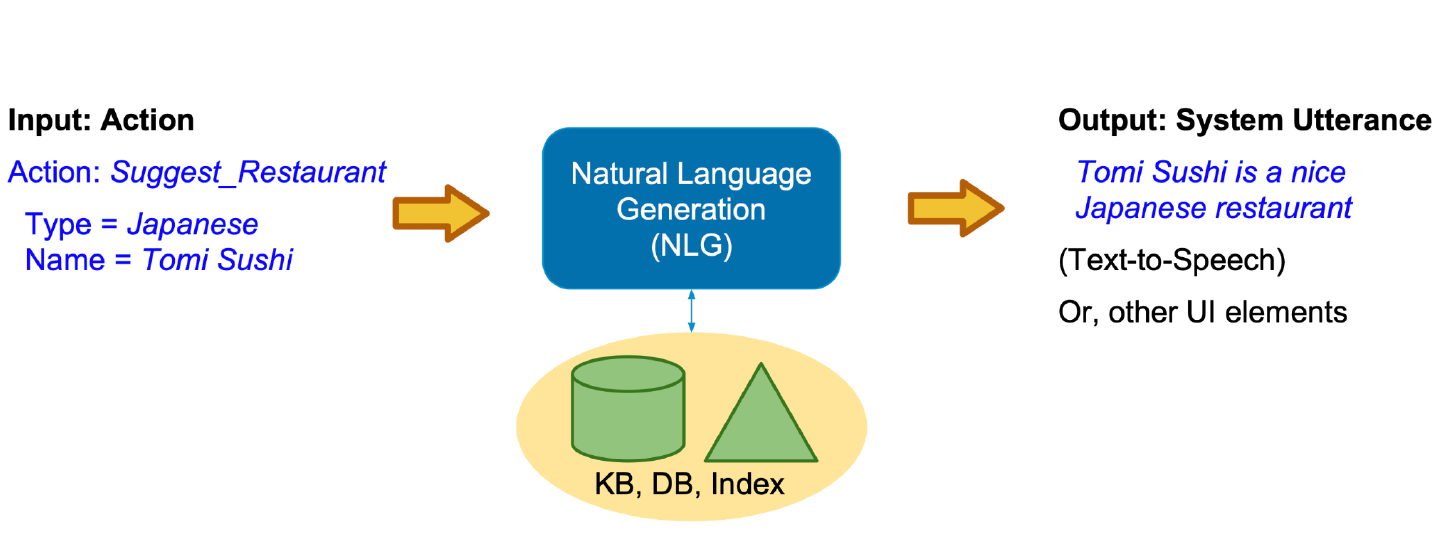 Input: Action
Action: Suggest_Restaurant
Type = Japanese
Name = Tomi Sushi
Natural Language
Generation
(NLG)
KB, DB, Index
Output: System Utterance
Tomi Sushi is a nice
Japanese restaurant
(Text-to-Speech)
Or, other UI elements